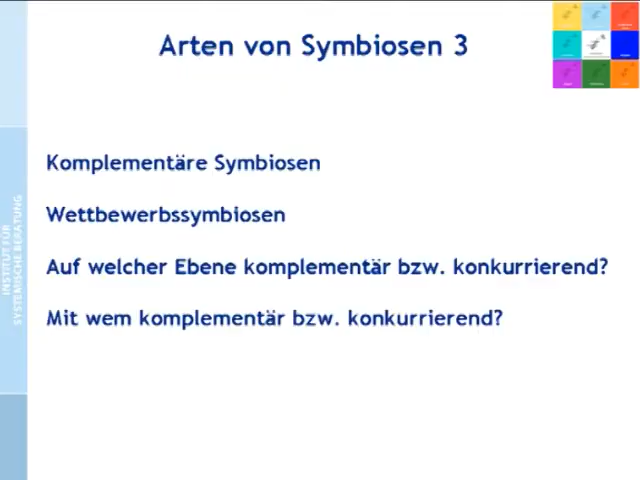 Arten von Symbiosen 3
Komplementäre Symbiosen
Wettbewerbssymbiosen
Auf welcher Ebene komplementär bzw. konkurrierend?
Mit wem komplementär bzw. konkurrierend?
INSTITUT FÜR
SYSTEMISCHE BERATUNG